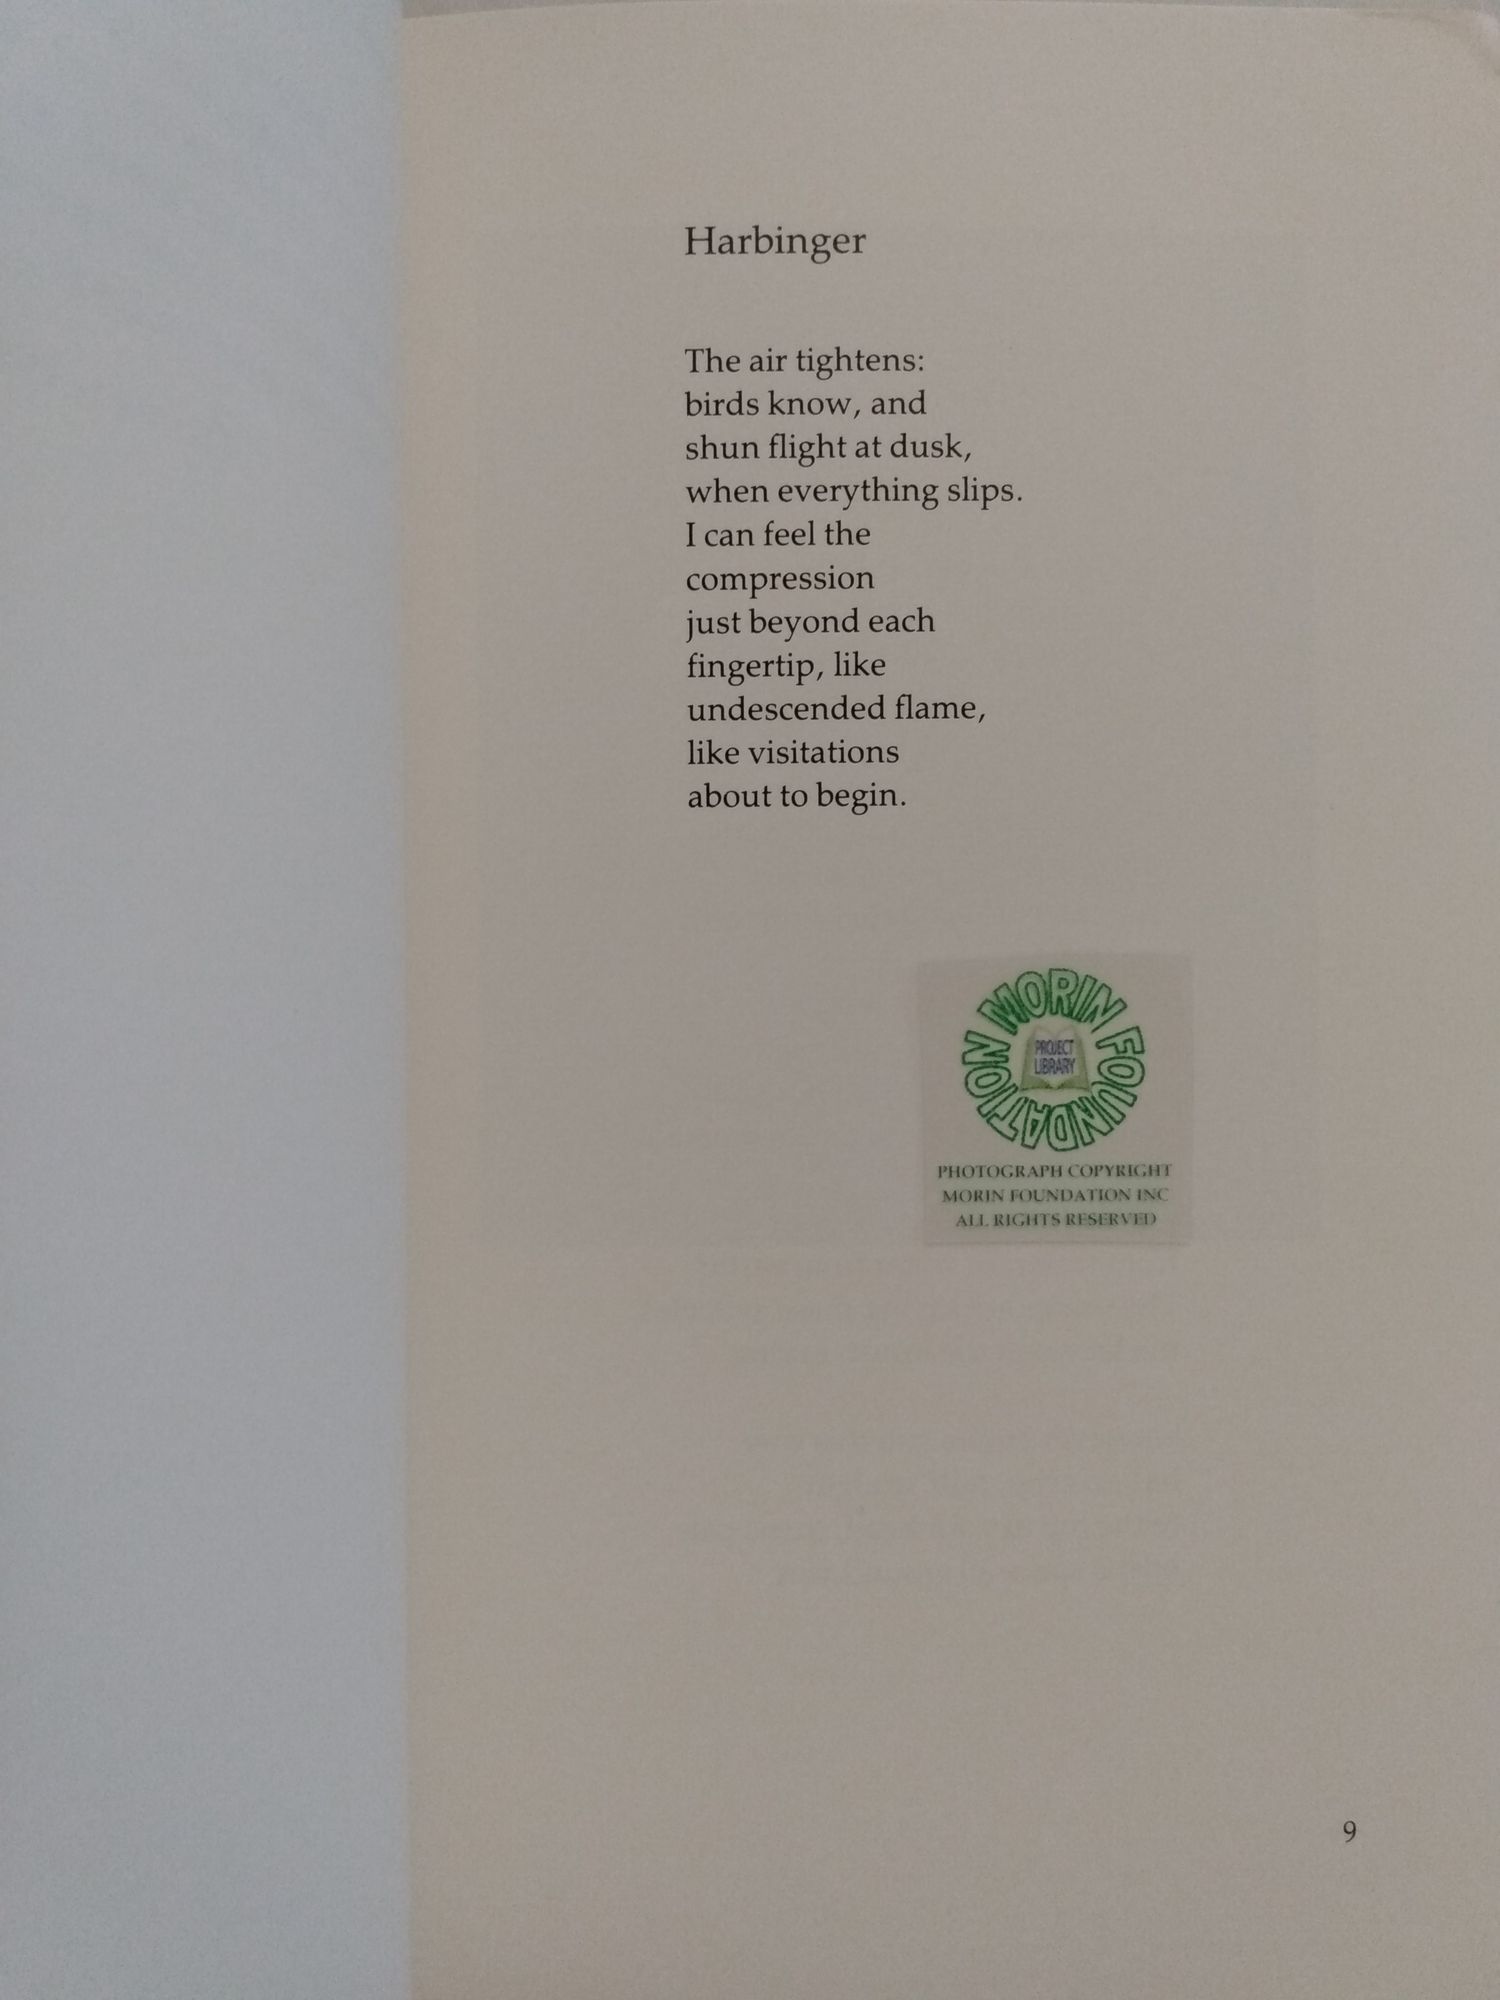 Harbinger
The air tightens:
birds know, and
shun flight at dusk,
when everything slips.
I can feel the
compression
just beyond each
fingertip, like
undescended flame,
like visitations
about to begin.
MORIN FOUNDATION
PROJECT
LIBRARY
PHOTOGRAPH COPYRIGHT
MORIN FOUNDATION INC
ALL RIGHTS RESERVED
9